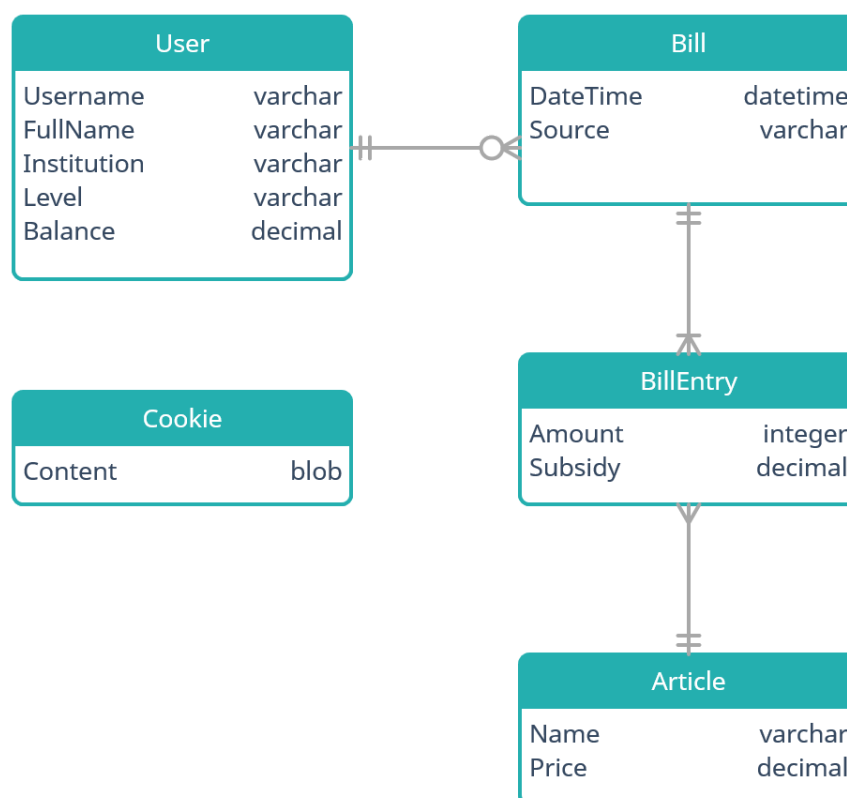 User
Username varchar
FullName varchar
Institution varchar
Level varchar
Balance decimal
Bill
DateTime datetime
Source varchar
Cookie
Content blob
BillEntry
Amount integer
Subsidy decimal
Article
Name varchar
Price decimal